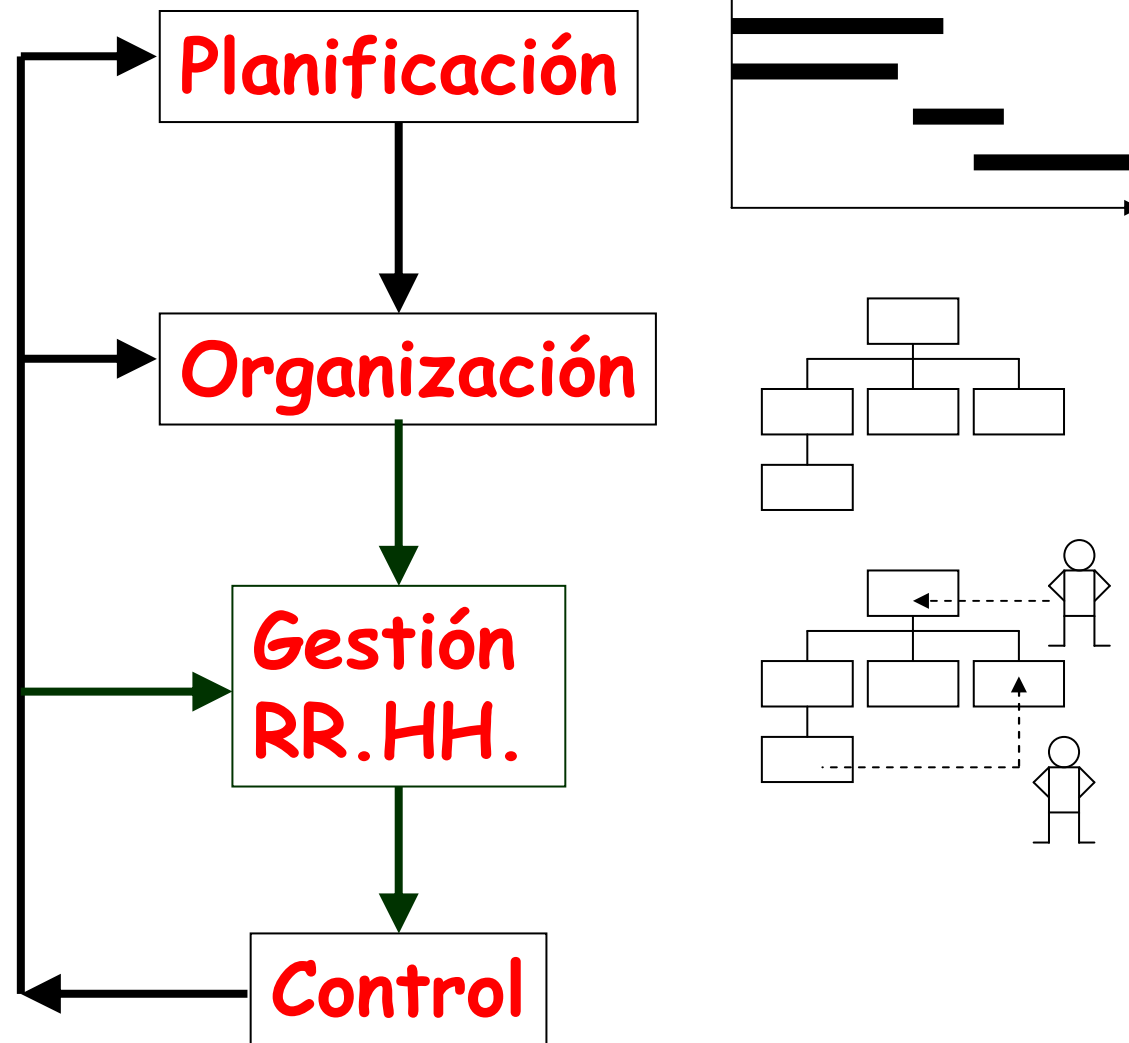 Planificación
Organización
Gestión
RR.HH.
Control